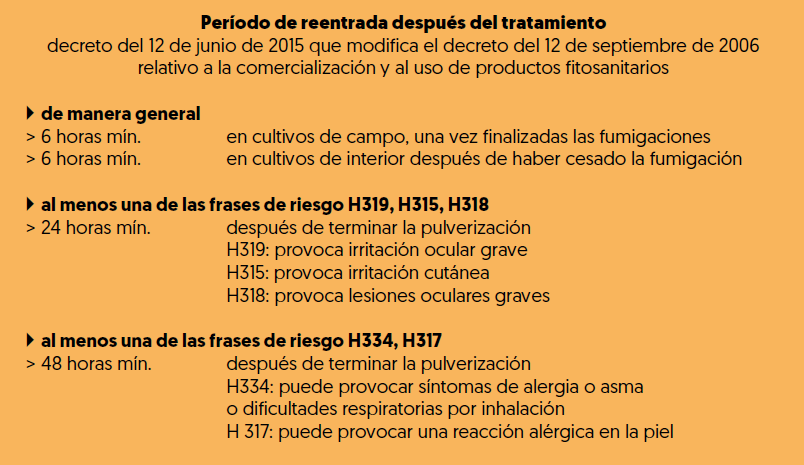 Período de reentrada después del tratamiento
decreto del 12 de junio de 2015 que modifica el decreto del 12 de septiembre de 2006
relativo a la comercialización y al uso de productos fitosanitarios
de manera general
> 6 horas mín. en cultivos de campo, una vez finalizadas las fumigaciones
> 6 horas mín. en cultivos de interior después de haber cesado la fumigación
al menos una de las frases de riesgo H319, H315, H318
> 24 horas mín. después de terminar la pulverización
H319: provoca irritación ocular grave
H315: provoca irritación cutánea
H318: provoca lesiones oculares graves
al menos una de las frases de riesgo H334, H317
> 48 horas mín. después de terminar la pulverización
H334: puede provocar síntomas de alergia o asma
o dificultades respiratorias por inhalación
H 317: puede provocar una reacción alérgica en la piel